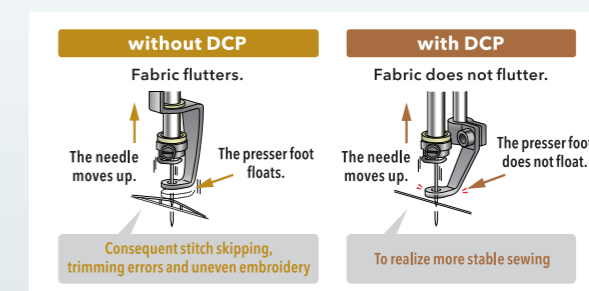 without DCP
Fabric flutters.
The needle
moves up.
The presser foot
floats.
Consequent stitch skipping,
trimming errors and uneven embroidery
with DCP
Fabric does not flutter.
The needle
moves up.
The presser foot
does not float.
To realize more stable sewing